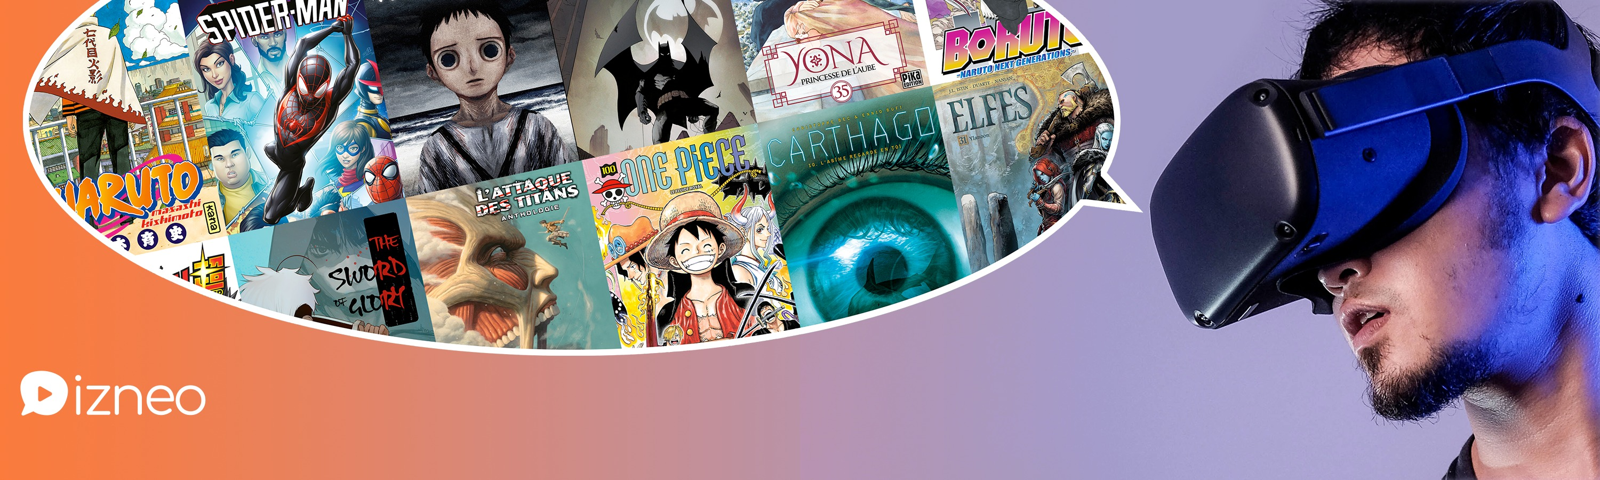 七代目火影
NARUTO
masashi
kishimoto
kana
SPIDER-MAN
L'ATTAQUE
DES TITANS
ANTHOLOGIE
THE
SWORD
OF
GLORY
100
ONE PIECE
YONA
PRINCESSE DE L'AUBE
35
Pika
ÉDITION
CARTHAGO
BORUTO
-NARUTO NEXT GENERATIONS-
ELFES
izneo